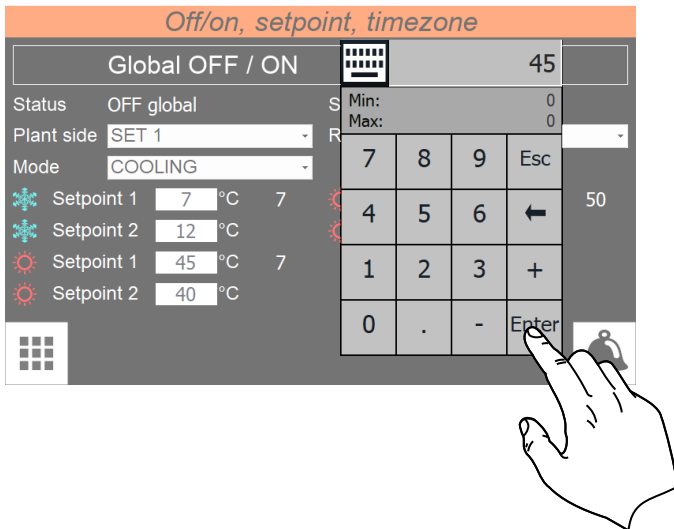 Off/on, setpoint, timezone
Global OFF / ON
45
Status OFF global S
Min: 0
Max: 0
Plant side SET 1 R
Mode COOLING
7 8 9 Esc
Setpoint 1 7 °C 7 50
4 5 6 ←
Setpoint 2 12 °C
Setpoint 1 45 °C 7
1 2 3 +
Setpoint 2 40 °C
0 . - Enter